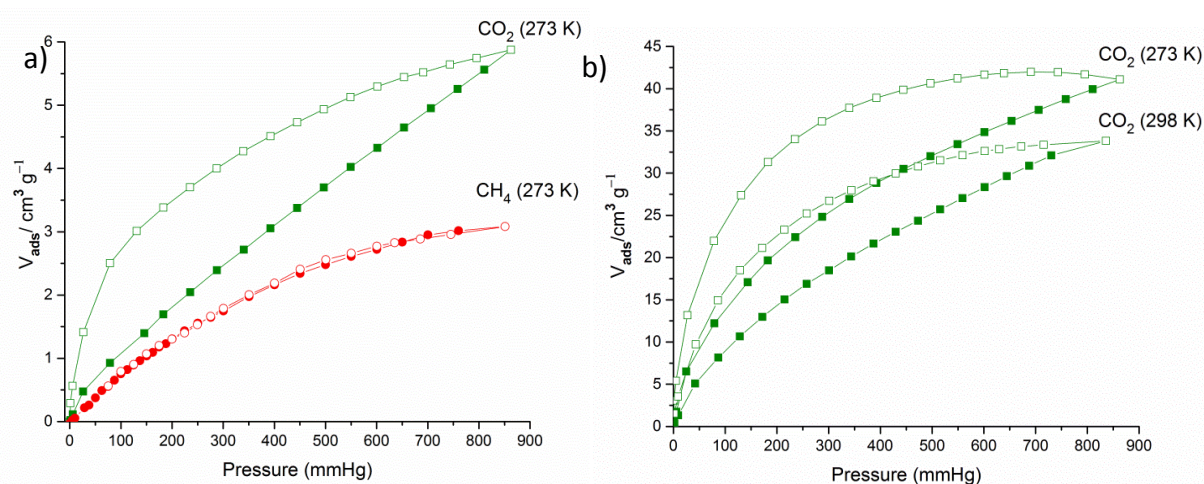 a)
CO₂ (273 K)
CH₄ (273 K)
V_ads/ cm³ g⁻¹
6
5
4
3
2
1
0
0 100 200 300 400 500 600 700 800 900
Pressure (mmHg)
b)
CO₂ (273 K)
CO₂ (298 K)
V_ads/cm³ g⁻¹
45
40
35
30
25
20
15
10
5
0
0 100 200 300 400 500 600 700 800 900
Pressure (mmHg)